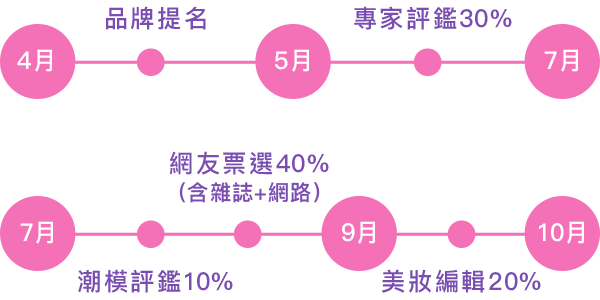 品牌提名
專家評鑑30%
4月
5月
7月
網友票選40%
（含雜誌+網路）
7月
9月
10月
潮模評鑑10%
美妝編輯20%